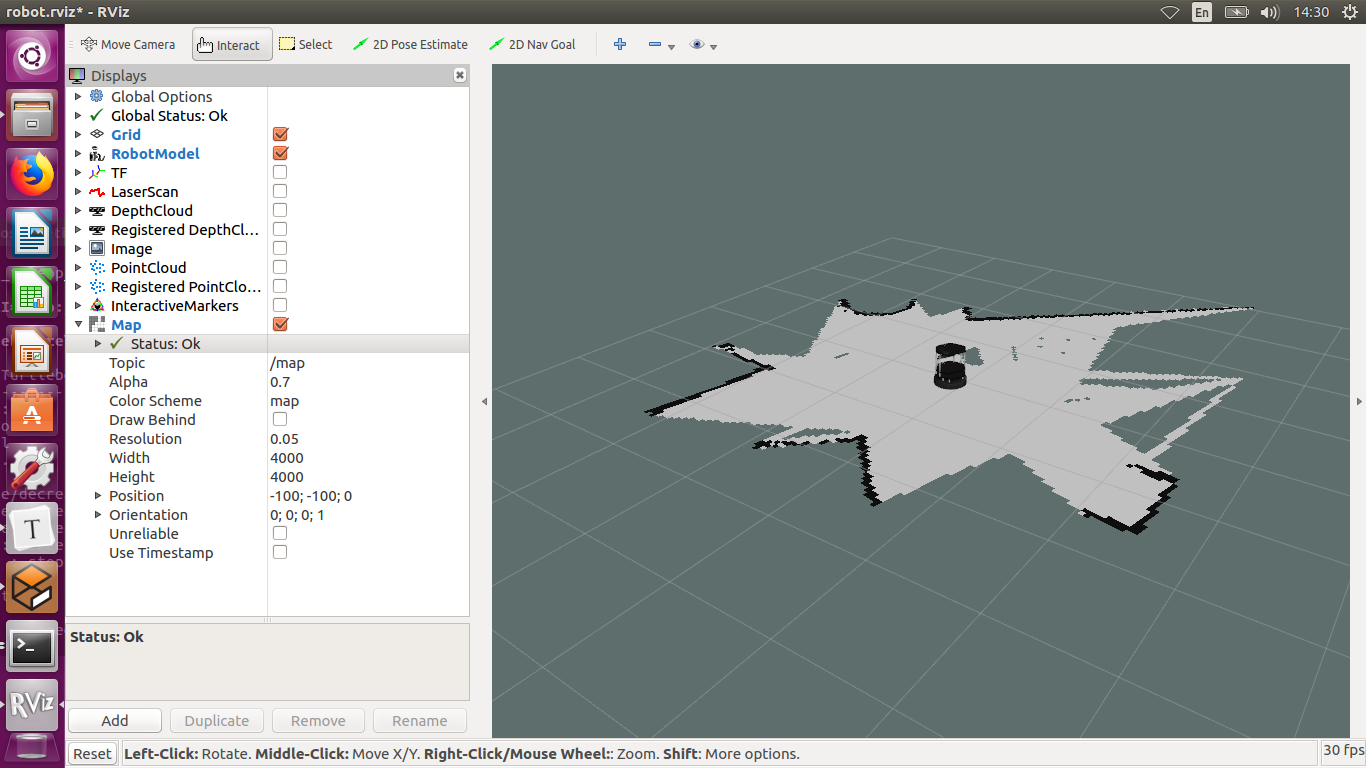 robot.rviz* - RViz
En
14:30
Move Camera
Interact
Select
2D Pose Estimate
2D Nav Goal
Displays
Global Options
Global Status: Ok
Grid
RobotModel
TF
LaserScan
DepthCloud
Registered DepthCl...
Image
PointCloud
Registered PointClo...
InteractiveMarkers
Map
Status: Ok
Topic /map
Alpha 0.7
Color Scheme map
Draw Behind
Resolution 0.05
Width 4000
Height 4000
Position -100; -100; 0
Orientation 0; 0; 0; 1
Unreliable
Use Timestamp
Status: Ok
Add Duplicate Remove Rename
Reset
Left-Click: Rotate. Middle-Click: Move X/Y. Right-Click/Mouse Wheel:: Zoom. Shift: More options.
30 fps
T
RViz